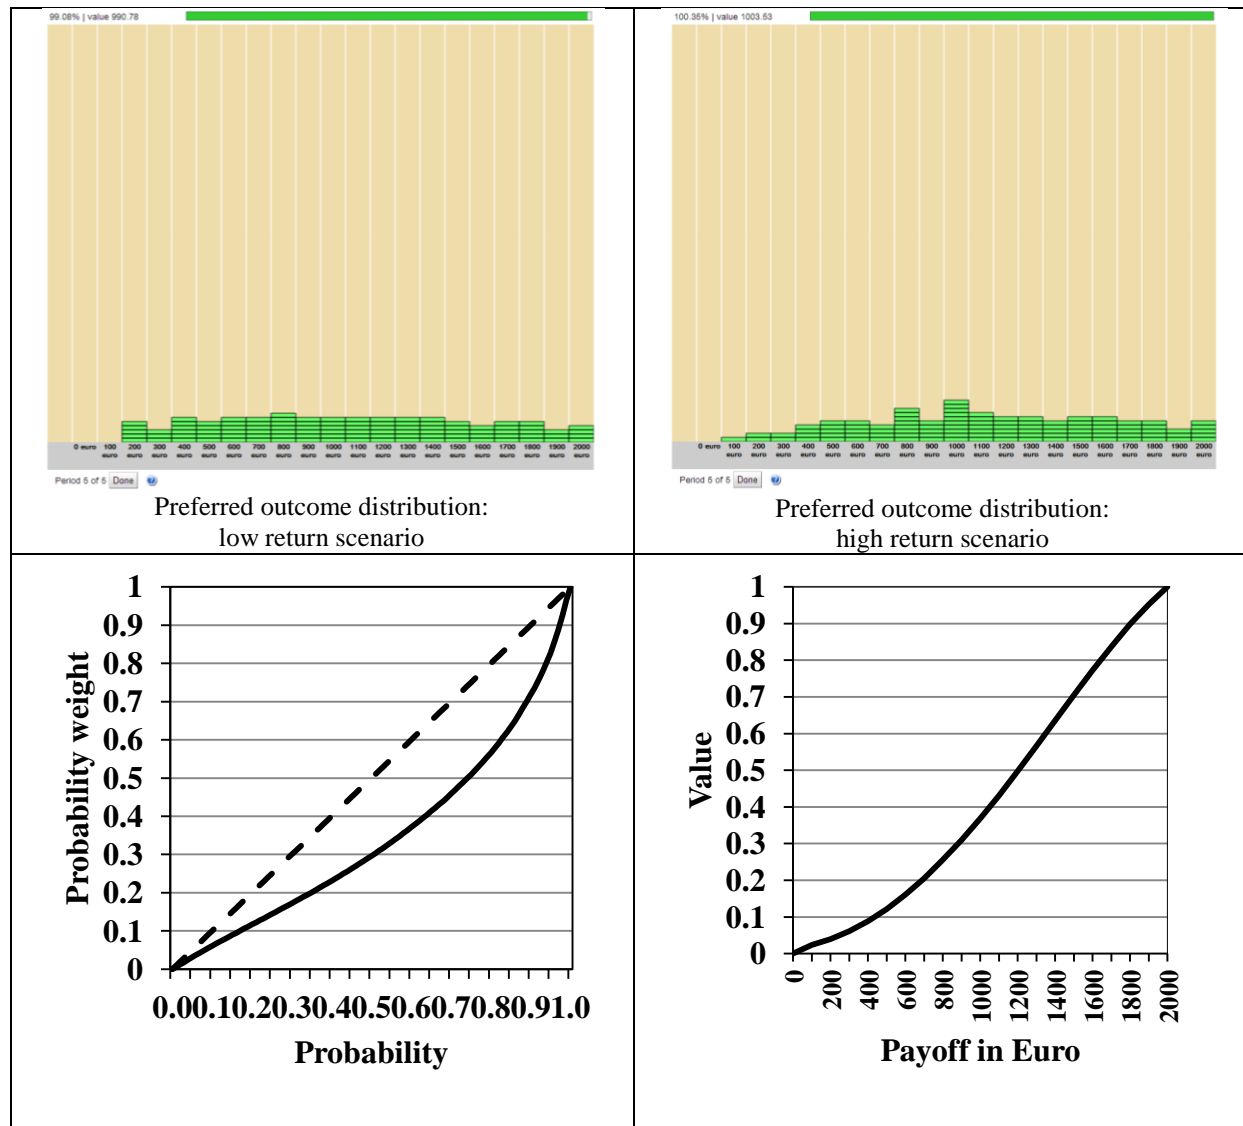 99.08% | value 990.78
0 euro 100 200 300 400 500 600 700 800 900 1000 1100 1200 1300 1400 1500 1600 1700 1800 1900 2000
euro euro euro euro euro euro euro euro euro euro euro euro euro euro euro euro euro euro euro euro
Period 5 of 5 Done ?
Preferred outcome distribution:
low return scenario
100.35% | value 1003.53
0 euro 100 200 300 400 500 600 700 800 900 1000 1100 1200 1300 1400 1500 1600 1700 1800 1900 2000
euro euro euro euro euro euro euro euro euro euro euro euro euro euro euro euro euro euro euro euro
Period 5 of 5 Done ?
Preferred outcome distribution:
high return scenario
Probability weight
1
0.9
0.8
0.7
0.6
0.5
0.4
0.3
0.2
0.1
0
0.00.10.20.30.40.50.60.70.80.91.0
Probability
Value
1
0.9
0.8
0.7
0.6
0.5
0.4
0.3
0.2
0.1
0
0 200 400 600 800 1000 1200 1400 1600 1800 2000
Payoff in Euro